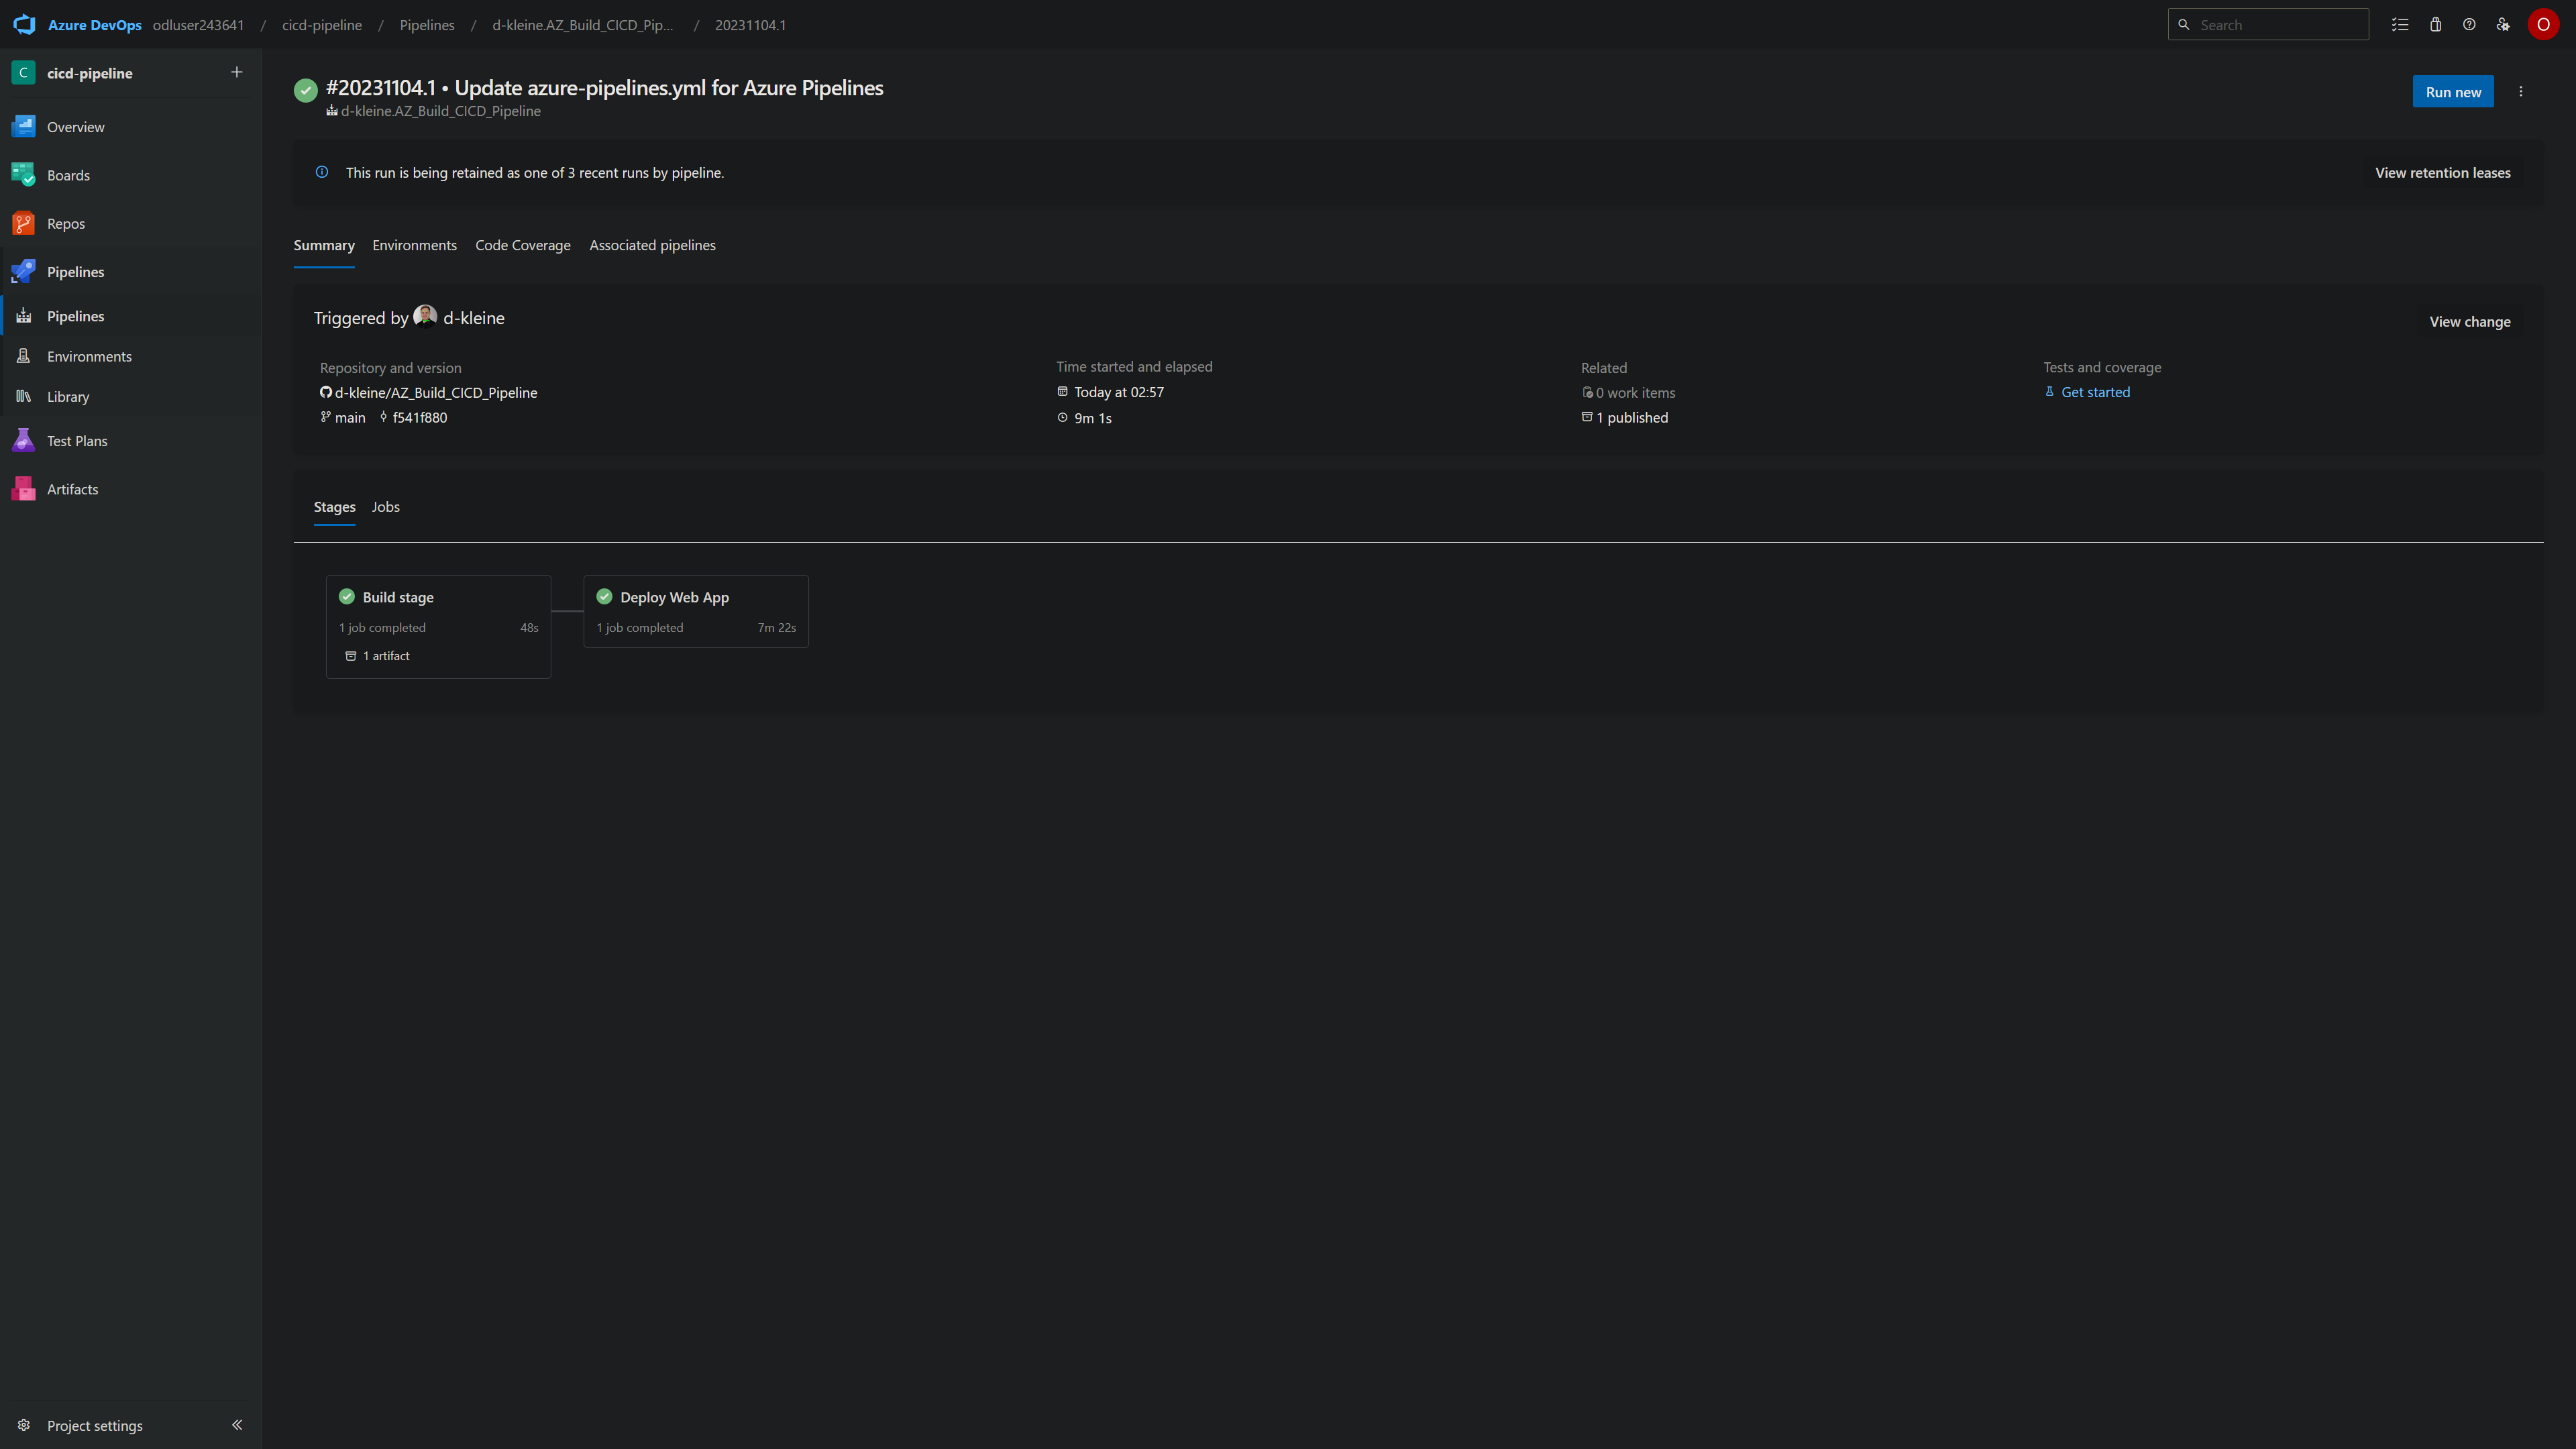 Azure DevOps odluser243641 / cicd-pipeline / Pipelines / d-kleine.AZ_Build_CICD_Pip... / 20231104.1
Search
O
C cicd-pipeline
Overview
Boards
Repos
Pipelines
Pipelines
Environments
Library
Test Plans
Artifacts
Project settings
#20231104.1 • Update azure-pipelines.yml for Azure Pipelines
d-kleine.AZ_Build_CICD_Pipeline
Run new
This run is being retained as one of 3 recent runs by pipeline.
View retention leases
Summary Environments Code Coverage Associated pipelines
Triggered by d-kleine
View change
Repository and version
d-kleine/AZ_Build_CICD_Pipeline
main f541f880
Time started and elapsed
Today at 02:57
9m 1s
Related
0 work items
1 published
Tests and coverage
Get started
Stages Jobs
Build stage
1 job completed 48s
1 artifact
Deploy Web App
1 job completed 7m 22s